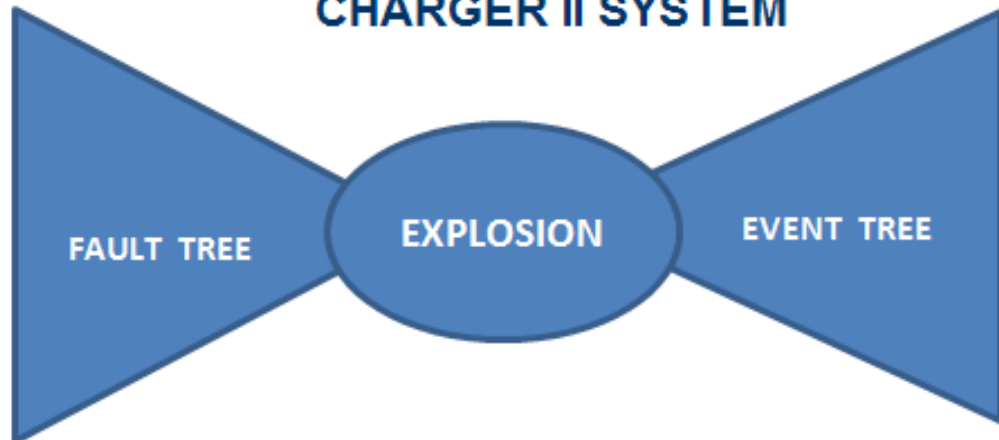 CHARGER II SYSTEM
FAULT TREE
EXPLOSION
EVENT TREE